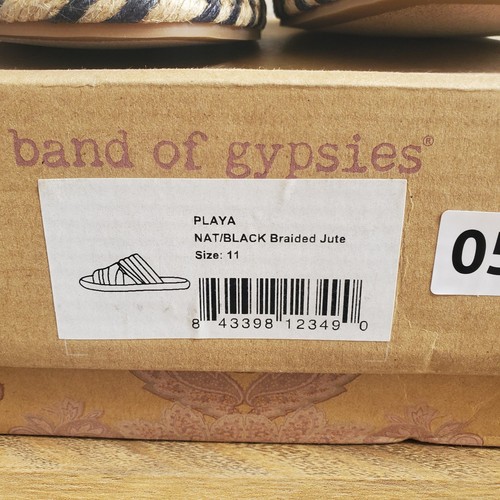 band of gypsies®
PLAYA
NAT/BLACK Braided Jute
Size: 11
8 43398 12349 0
05